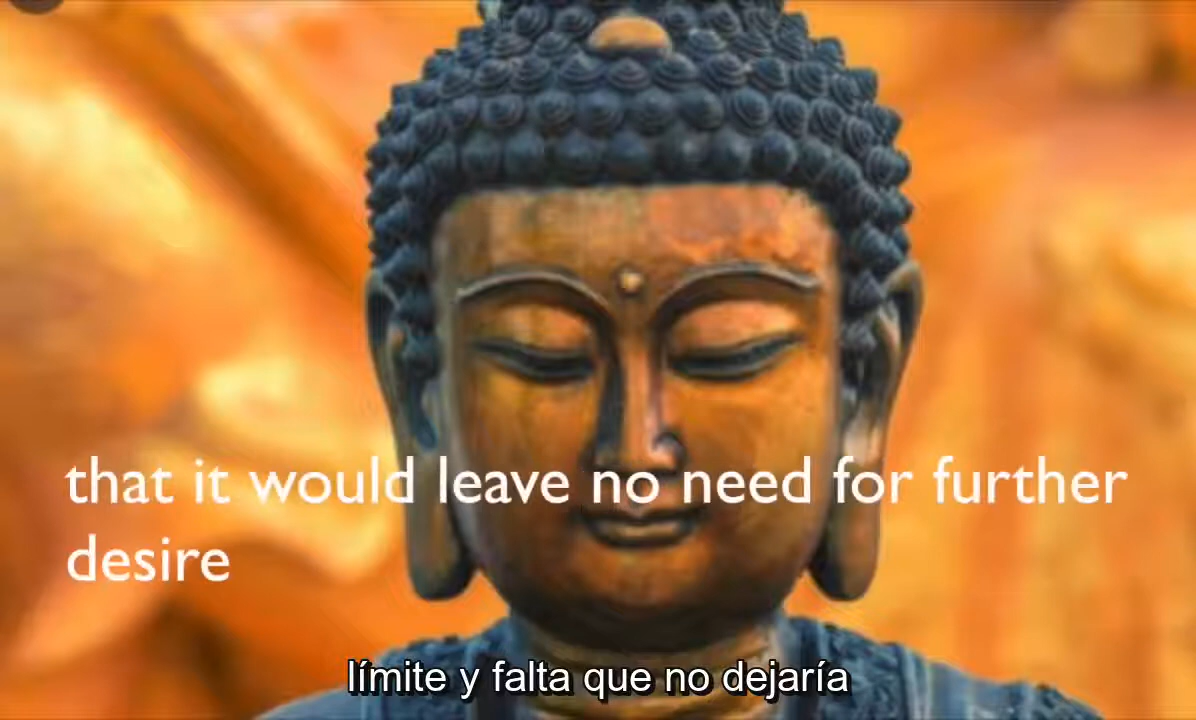 that it would leave no need for further
desire
límite y falta que no dejaría